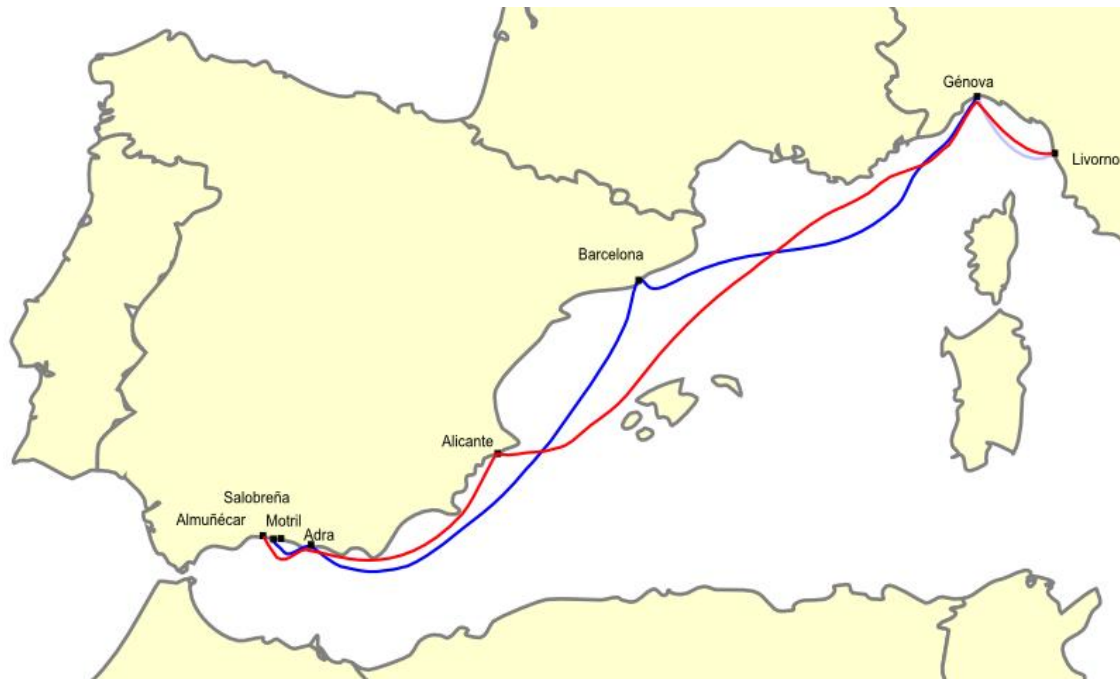 Génova
Livorno
Barcelona
Alicante
Salobreña
Almuñécar
Motril
Adra